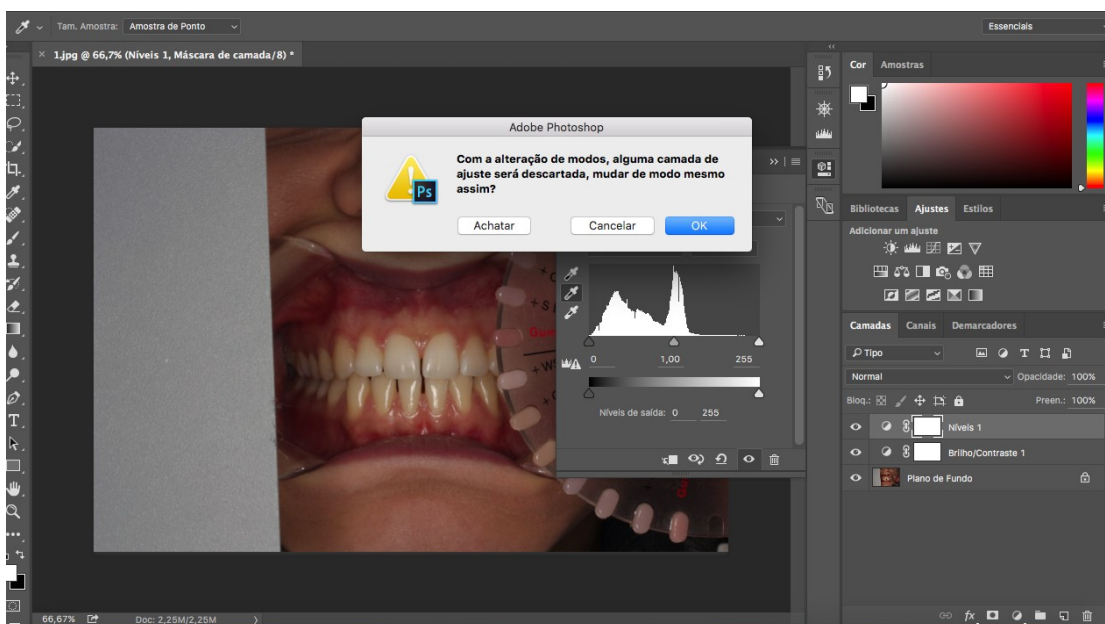 Tam. Amostra: Amostra de Ponto
Essenciais
× 1.jpg @ 66,7% (Níveis 1, Máscara de camada/8) *
Adobe Photoshop
Com a alteração de modos, alguma camada de
ajuste será descartada, mudar de modo mesmo
assim?
Ps
Achatar Cancelar OK
0 1,00 255
Níveis de saída: 0 255
Cor Amostras
Bibliotecas Ajustes Estilos
Adicionar um ajuste
Camadas Canais Demarcadores
Tipo
Normal Opacidade: 100%
Bloq.: Preen.: 100%
Níveis 1
Brilho/Contraste 1
Plano de Fundo
fx
66,67% Doc: 2,25M/2,25M